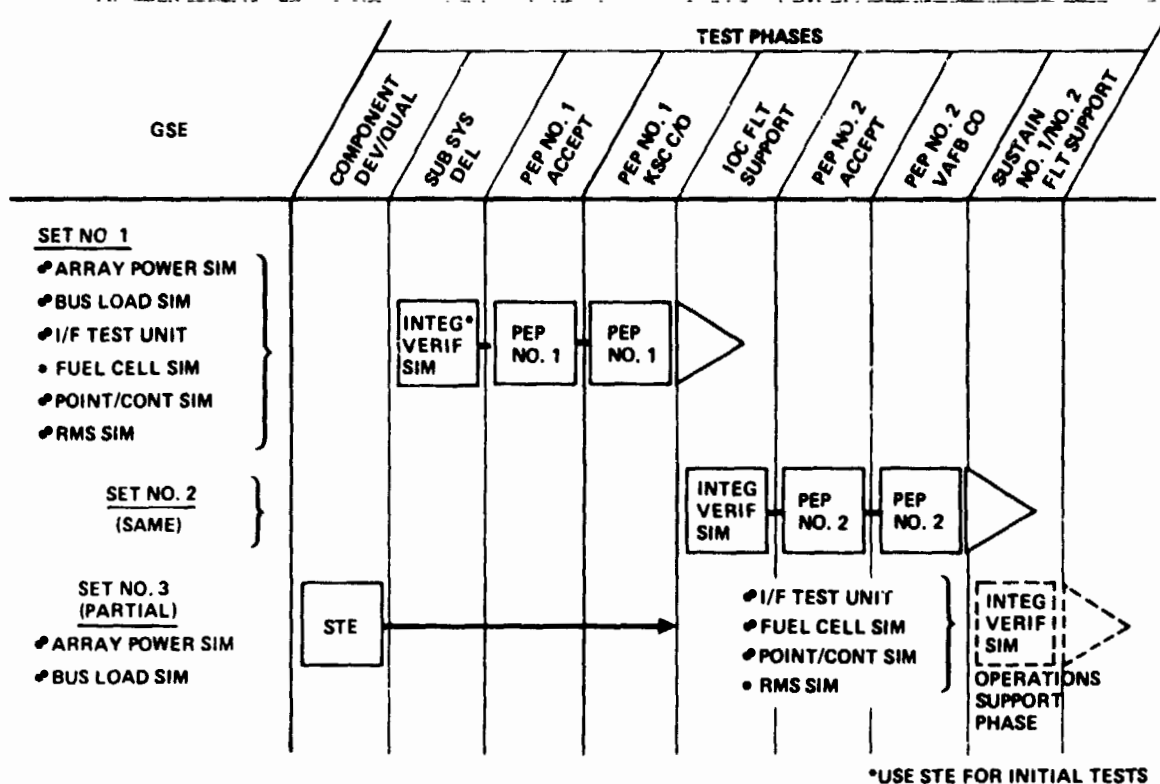 TEST PHASES
GSE
COMPONENT
DEV/QUAL
SUB SYS
DEL
PEP NO. 1
ACCEPT
PEP NO. 1
KSC C/O
IOC FLT
SUPPORT
PEP NO. 2
ACCEPT
PEP NO. 2
VAFB CO
SUSTAIN
NO. 1/NO. 2
FLT SUPPORT
SET NO 1
• ARRAY POWER SIM
• BUS LOAD SIM
• I/F TEST UNIT
• FUEL CELL SIM
• POINT/CONT SIM
• RMS SIM
INTEG*
VERIF
SIM
PEP
NO. 1
PEP
NO. 1
SET NO. 2
(SAME)
INTEG
VERIF
SIM
PEP
NO. 2
PEP
NO. 2
SET NO. 3
(PARTIAL)
• ARRAY POWER SIM
• BUS LOAD SIM
STE
• I/F TEST UNIT
• FUEL CELL SIM
• POINT/CONT SIM
• RMS SIM
INTEG
VERIF
SIM
OPERATIONS
SUPPORT
PHASE
*USE STE FOR INITIAL TESTS